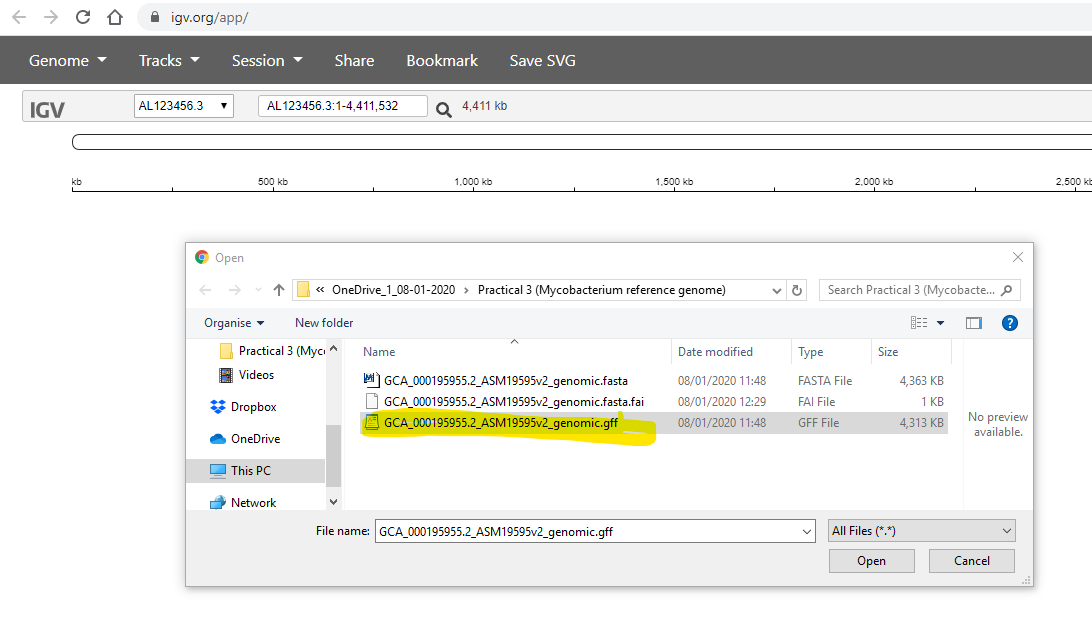 igv.org/app/
Genome Tracks Session Share Bookmark Save SVG
IGV AL123456.3 AL123456.3:1-4,411,532 4,411 kb
kb 500 kb 1,000 kb 1,500 kb 2,000 kb 2,500 k
Open
« OneDrive_1_08-01-2020 › Practical 3 (Mycobacterium reference genome) Search Practical 3 (Mycobacte...
Organise New folder ?
Practical 3 (Myco
Videos
Dropbox
OneDrive
This PC
Network
Name Date modified Type Size
GCA_000195955.2_ASM19595v2_genomic.fasta 08/01/2020 11:48 FASTA File 4,363 KB
GCA_000195955.2_ASM19595v2_genomic.fasta.fai 08/01/2020 12:29 FAI File 1 KB
GCA_000195955.2_ASM19595v2_genomic.gff 08/01/2020 11:48 GFF File 4,313 KB
No preview
available.
File name: GCA_000195955.2_ASM19595v2_genomic.gff All Files (*.*)
Open Cancel